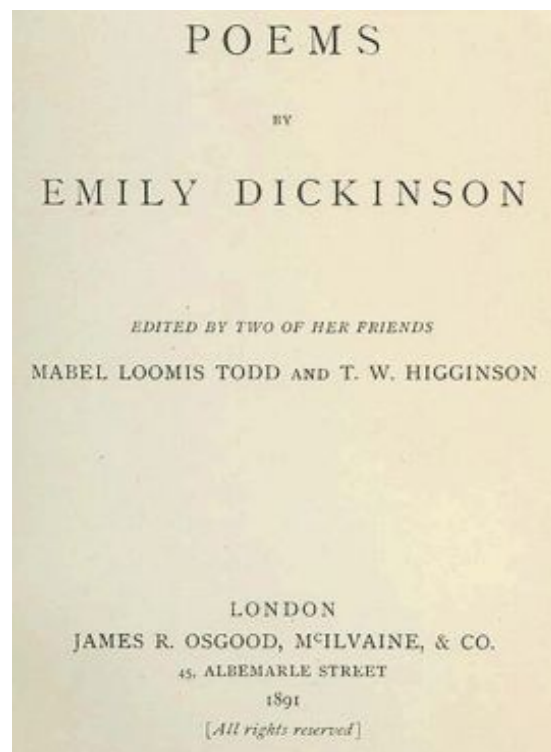 POEMS
BY
EMILY DICKINSON
EDITED BY TWO OF HER FRIENDS
MABEL LOOMIS TODD AND T. W. HIGGINSON
LONDON
JAMES R. OSGOOD, MᶜILVAINE, & CO.
45, ALBEMARLE STREET
1891
[All rights reserved]